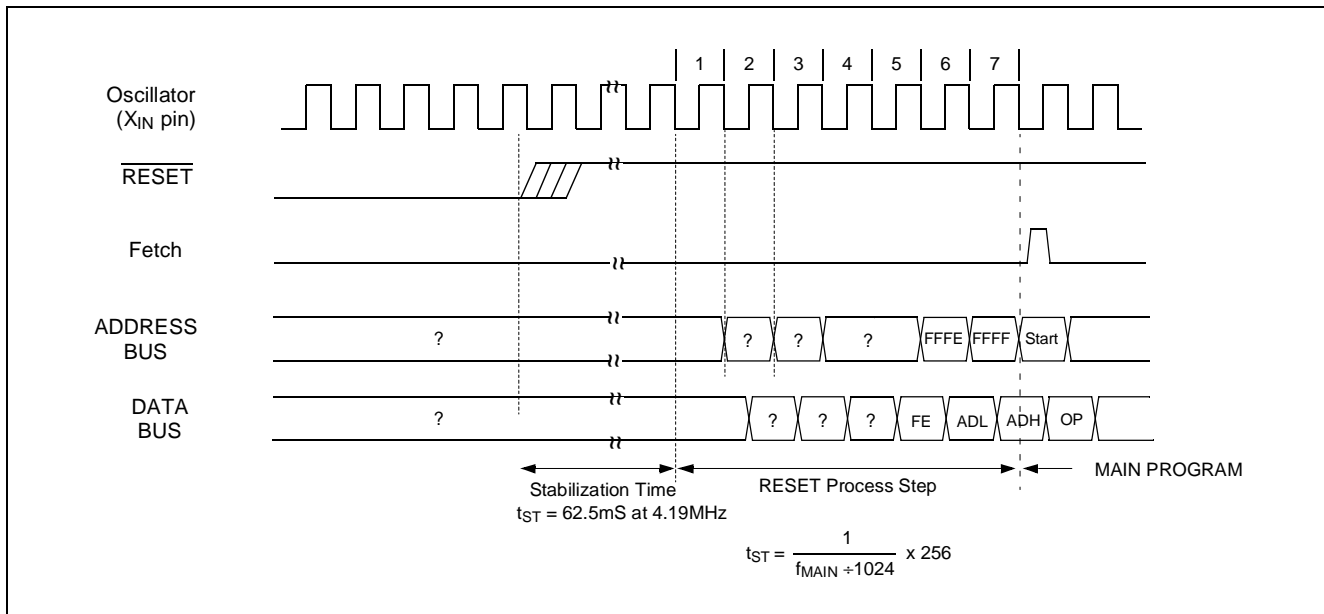 1 2 3 4 5 6 7
Oscillator
(XIN pin)
RESET
Fetch
ADDRESS
BUS
? ? ? ? FFFE FFFF Start
DATA
BUS
? ? ? ? FE ADL ADH OP
MAIN PROGRAM
Stabilization Time
tST = 62.5mS at 4.19MHz
RESET Process Step
tST = 1
fMAIN ÷1024 x 256